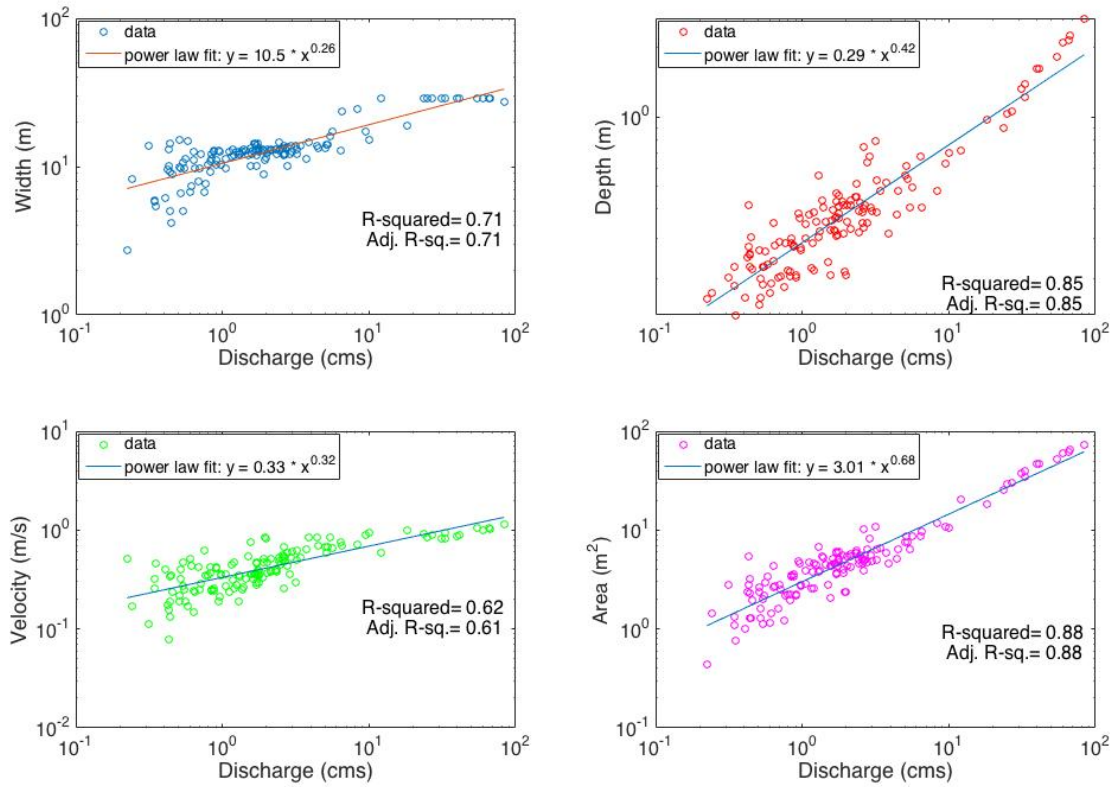 10^2
10^1
10^0
Width (m)
data
power law fit: y = 10.5 * x^0.26
R-squared= 0.71
Adj. R-sq.= 0.71
10^-1
10^0
10^1
10^2
Discharge (cms)
10^0
Depth (m)
data
power law fit: y = 0.29 * x^0.42
R-squared= 0.85
Adj. R-sq.= 0.85
10^-1
10^0
10^1
10^2
Discharge (cms)
10^1
10^0
10^-1
10^-2
Velocity (m/s)
data
power law fit: y = 0.33 * x^0.32
R-squared= 0.62
Adj. R-sq.= 0.61
10^-1
10^0
10^1
10^2
Discharge (cms)
10^2
10^1
10^0
10^-1
Area (m^2)
data
power law fit: y = 3.01 * x^0.68
R-squared= 0.88
Adj. R-sq.= 0.88
10^-1
10^0
10^1
10^2
Discharge (cms)